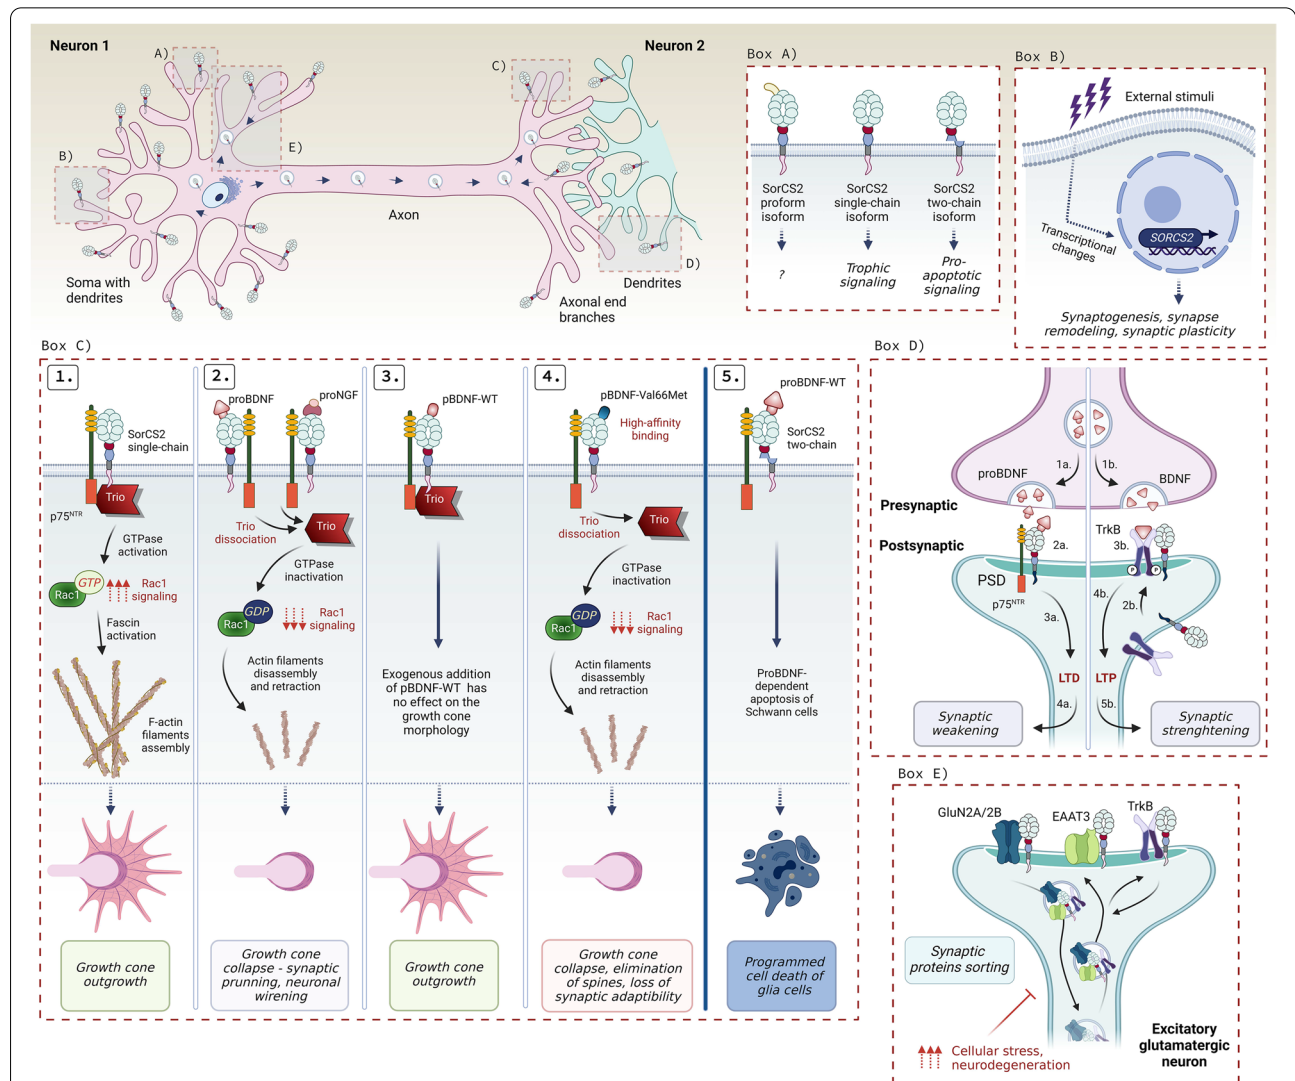 Neuron 1
A)
C)
Neuron 2
E)
B)
Axon
D)
Soma with
dendrites
Axonal end
branches
Dendrites
Box A)
SorCS2
proform
isoform
SorCS2
single-chain
isoform
SorCS2
two-chain
isoform
?
Trophic
signaling
Pro-
apoptotic
signaling
Box B)
External stimuli
Transcriptional
changes
SORCS2
Synaptogenesis, synapse
remodeling, synaptic plasticity
Box C)
1.
SorCS2
single-chain
Trio
p75NTR
GTPase
activation
GTP
Rac1
Rac1
signaling
Fascin
activation
F-actin
filaments
assembly
Growth cone
outgrowth
2.
proBDNF
proNGF
Trio
Trio
dissociation
GTPase
inactivation
GDP
Rac1
Rac1
signaling
Actin filaments
disassembly
and retraction
Growth cone
collapse - synaptic
prunning, neuronal
wirening
3.
pBDNF-WT
Trio
Exogenous addition
of pBDNF-WT has
no effect on the
growth cone
morphology
Growth cone
outgrowth
4.
pBDNF-Val66Met
High-affinity
binding
Trio
Trio
dissociation
GTPase
inactivation
GDP
Rac1
Rac1
signaling
Actin filaments
disassembly
and retraction
Growth cone
collapse, elimination
of spines, loss of
synaptic adaptibility
5.
proBDNF-WT
SorCS2
two-chain
ProBDNF-
dependent
apoptosis of
Schwann cells
Programmed
cell death of
glia cells
Box D)
proBDNF
1a.
1b.
BDNF
Presynaptic
Postsynaptic
2a.
TrkB
3b.
P
P
PSD
p75NTR
3a.
4b.
2b.
LTD
LTP
4a.
5b.
Synaptic
weakening
Synaptic
strenghtening
Box E)
GluN2A/2B
EAAT3
TrkB
Synaptic
proteins sorting
Cellular stress,
neurodegeneration
Excitatory
glutamatergic
neuron